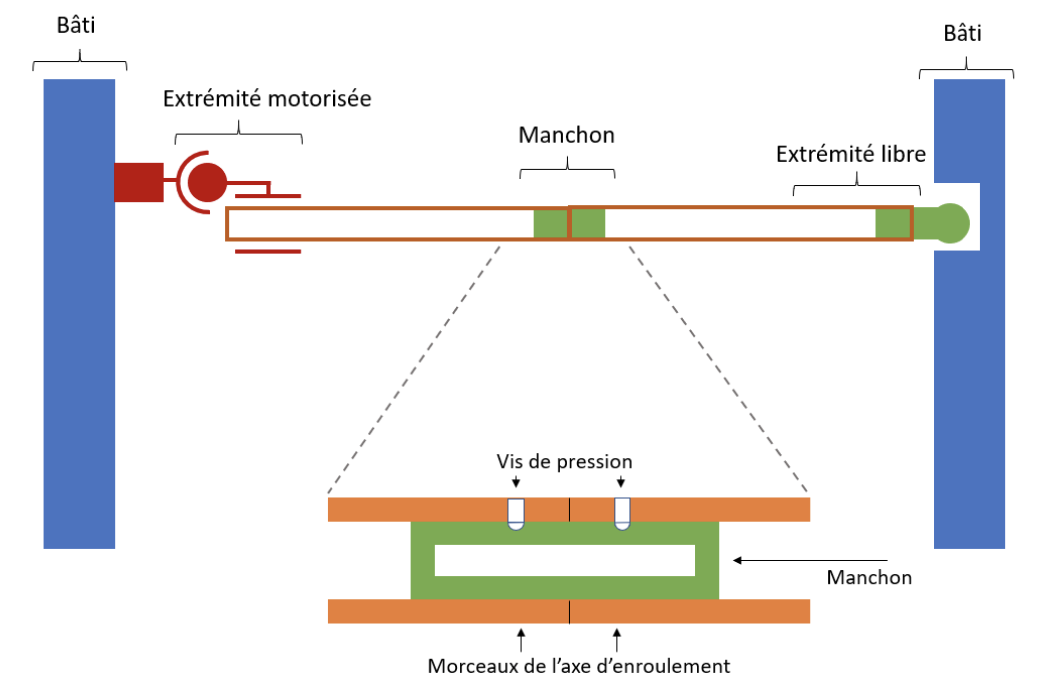 Bâti
Bâti
Extrémité motorisée
Manchon
Extrémité libre
Vis de pression
Manchon
Morceaux de l’axe d’enroulement